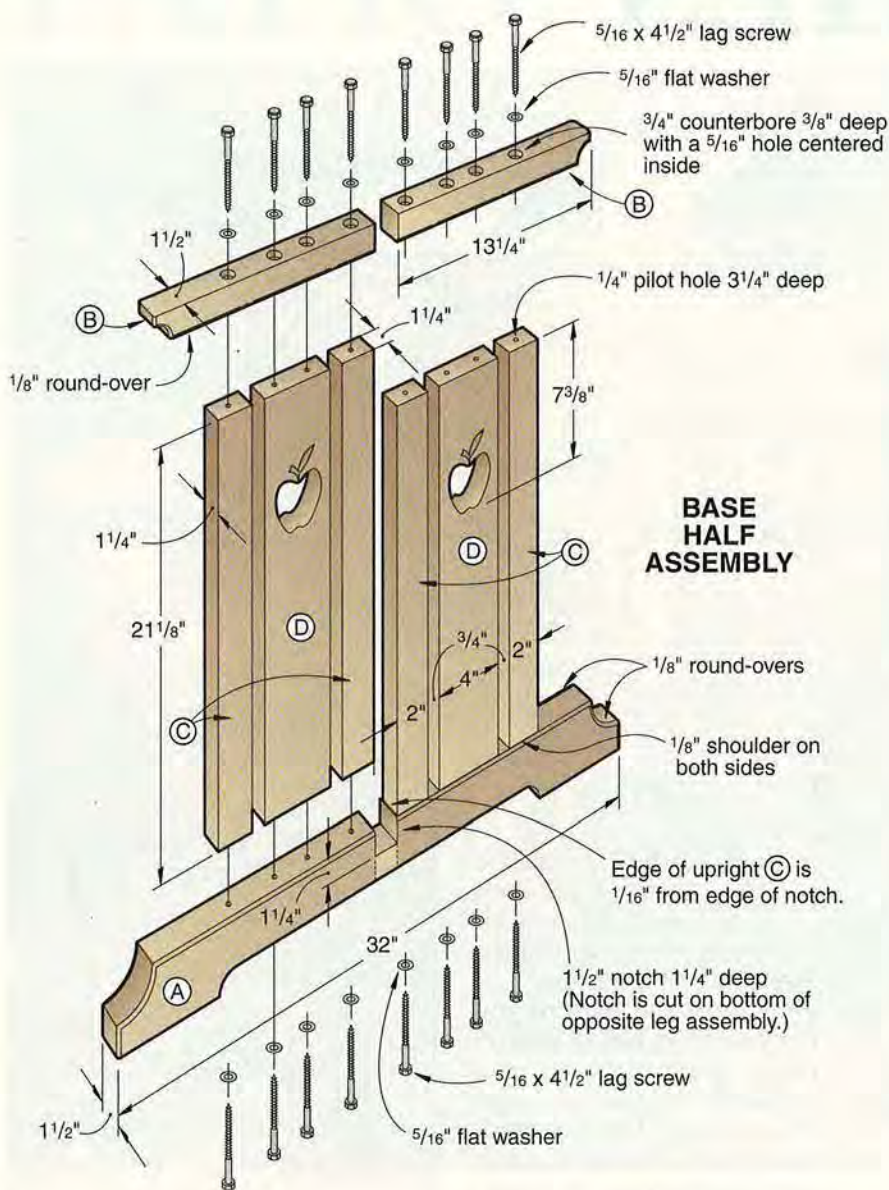 5/16 x 4 1/2" lag screw
5/16" flat washer
3/4" counterbore 3/8" deep
with a 5/16" hole centered
inside
B
13 1/4"
1 1/2"
1/4" pilot hole 3 1/4" deep
B
1 1/4"
1/8" round-over
7 3/8"
BASE
HALF
ASSEMBLY
1 1/4"
D
C
21 1/8"
D
3/4"
2"
4"
1/8" round-overs
C
2"
1/8" shoulder on
both sides
Edge of upright C is
1/16" from edge of notch.
1 1/4"
32"
A
1 1/2" notch 1 1/4" deep
(Notch is cut on bottom of
opposite leg assembly.)
5/16 x 4 1/2" lag screw
1 1/2"
5/16" flat washer